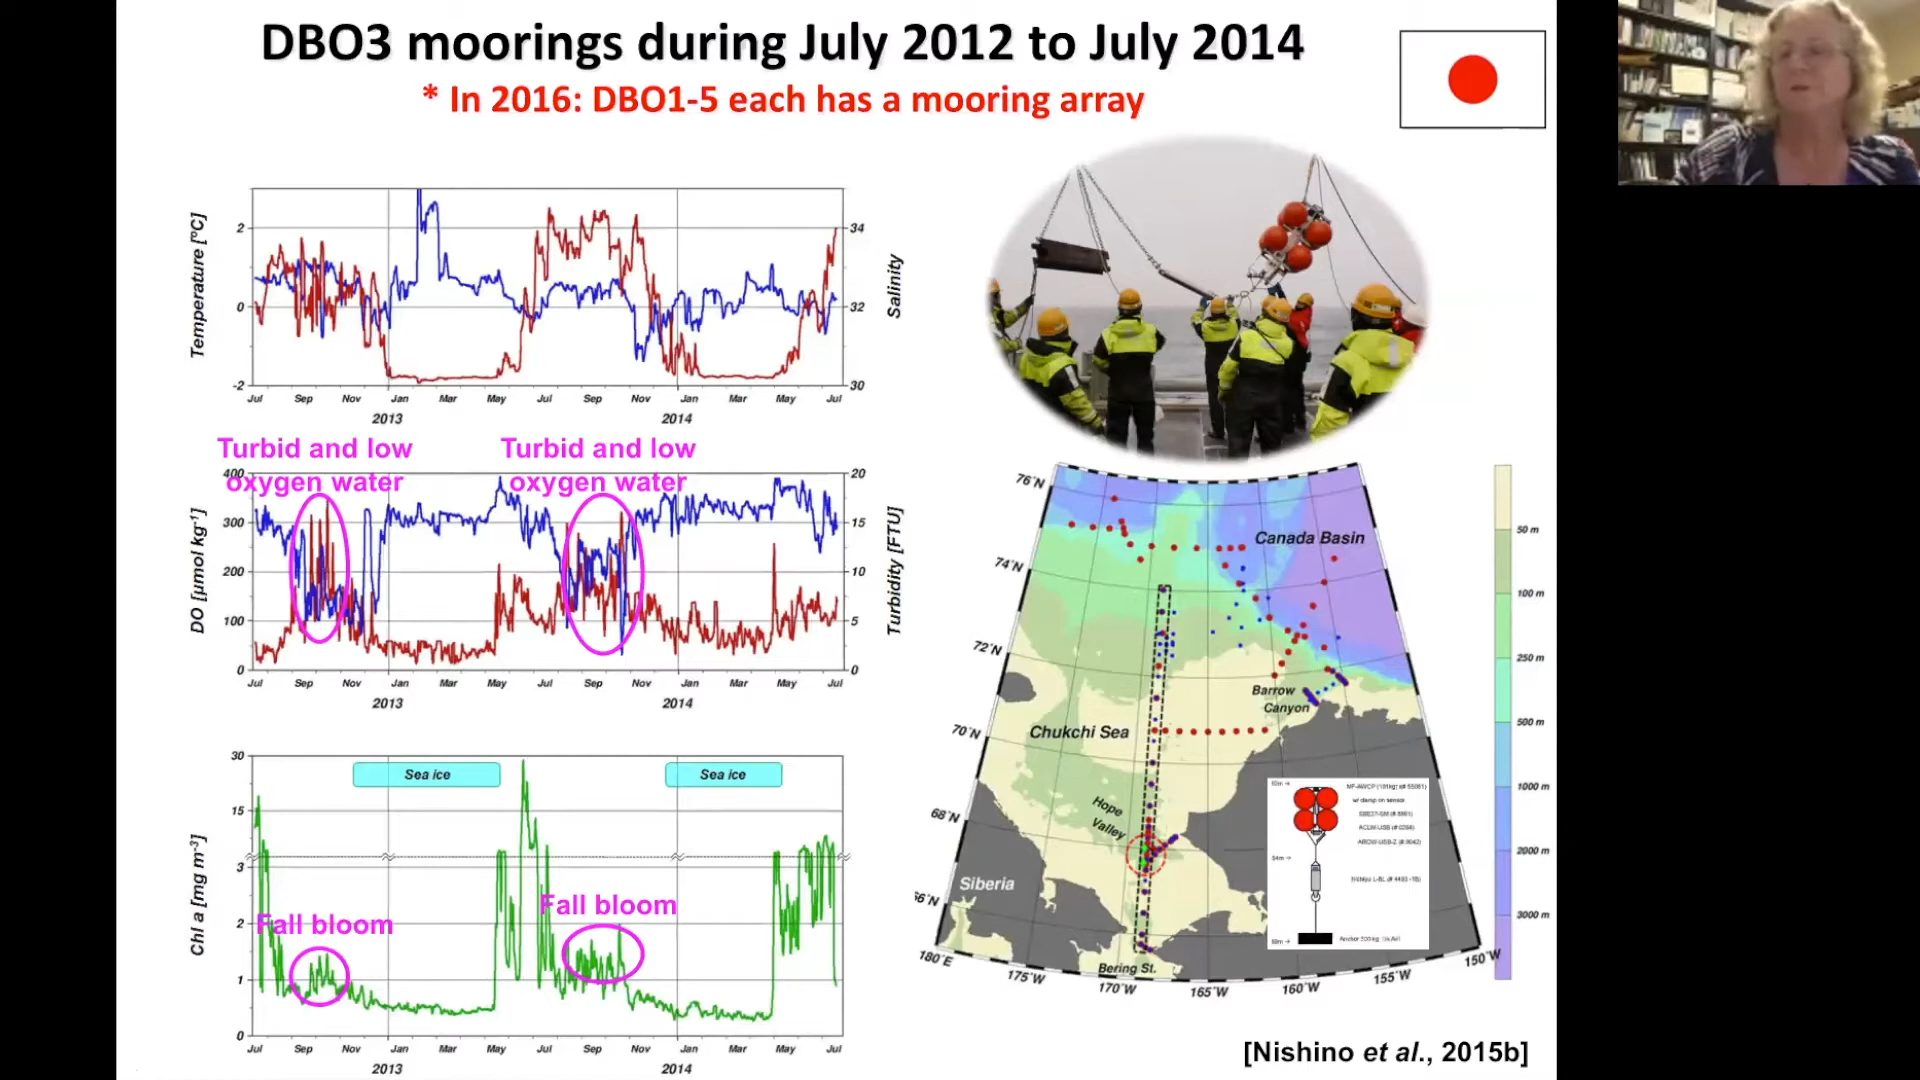 DBO3 moorings during July 2012 to July 2014
* In 2016: DBO1-5 each has a mooring array
Temperature [°C]
2
0
-2
34
32
30
Salinity
Jul Sep Nov Jan Mar May Jul Sep Nov Jan Mar May Jul
2013 2014
Turbid and low
oxygen water
Turbid and low
oxygen water
DO [µmol kg-1]
400
300
200
100
0
20
15
10
5
0
Turbidity [FTU]
Jul Sep Nov Jan Mar May Jul Sep Nov Jan Mar May Jul
2013 2014
Chl a [mg m-3]
30
15
3
2
1
0
Sea ice
Sea ice
Fall bloom
Fall bloom
Jul Sep Nov Jan Mar May Jul Sep Nov Jan Mar May Jul
2013 2014
76°N
74°N
72°N
70°N
68°N
66°N
180°E
175°W
170°W
165°W
160°W
155°W
150°W
Canada Basin
Barrow
Canyon
Chukchi Sea
Hope
Valley
Siberia
Bering St.
50 m
100 m
250 m
500 m
1000 m
2000 m
3000 m
[Nishino et al., 2015b]